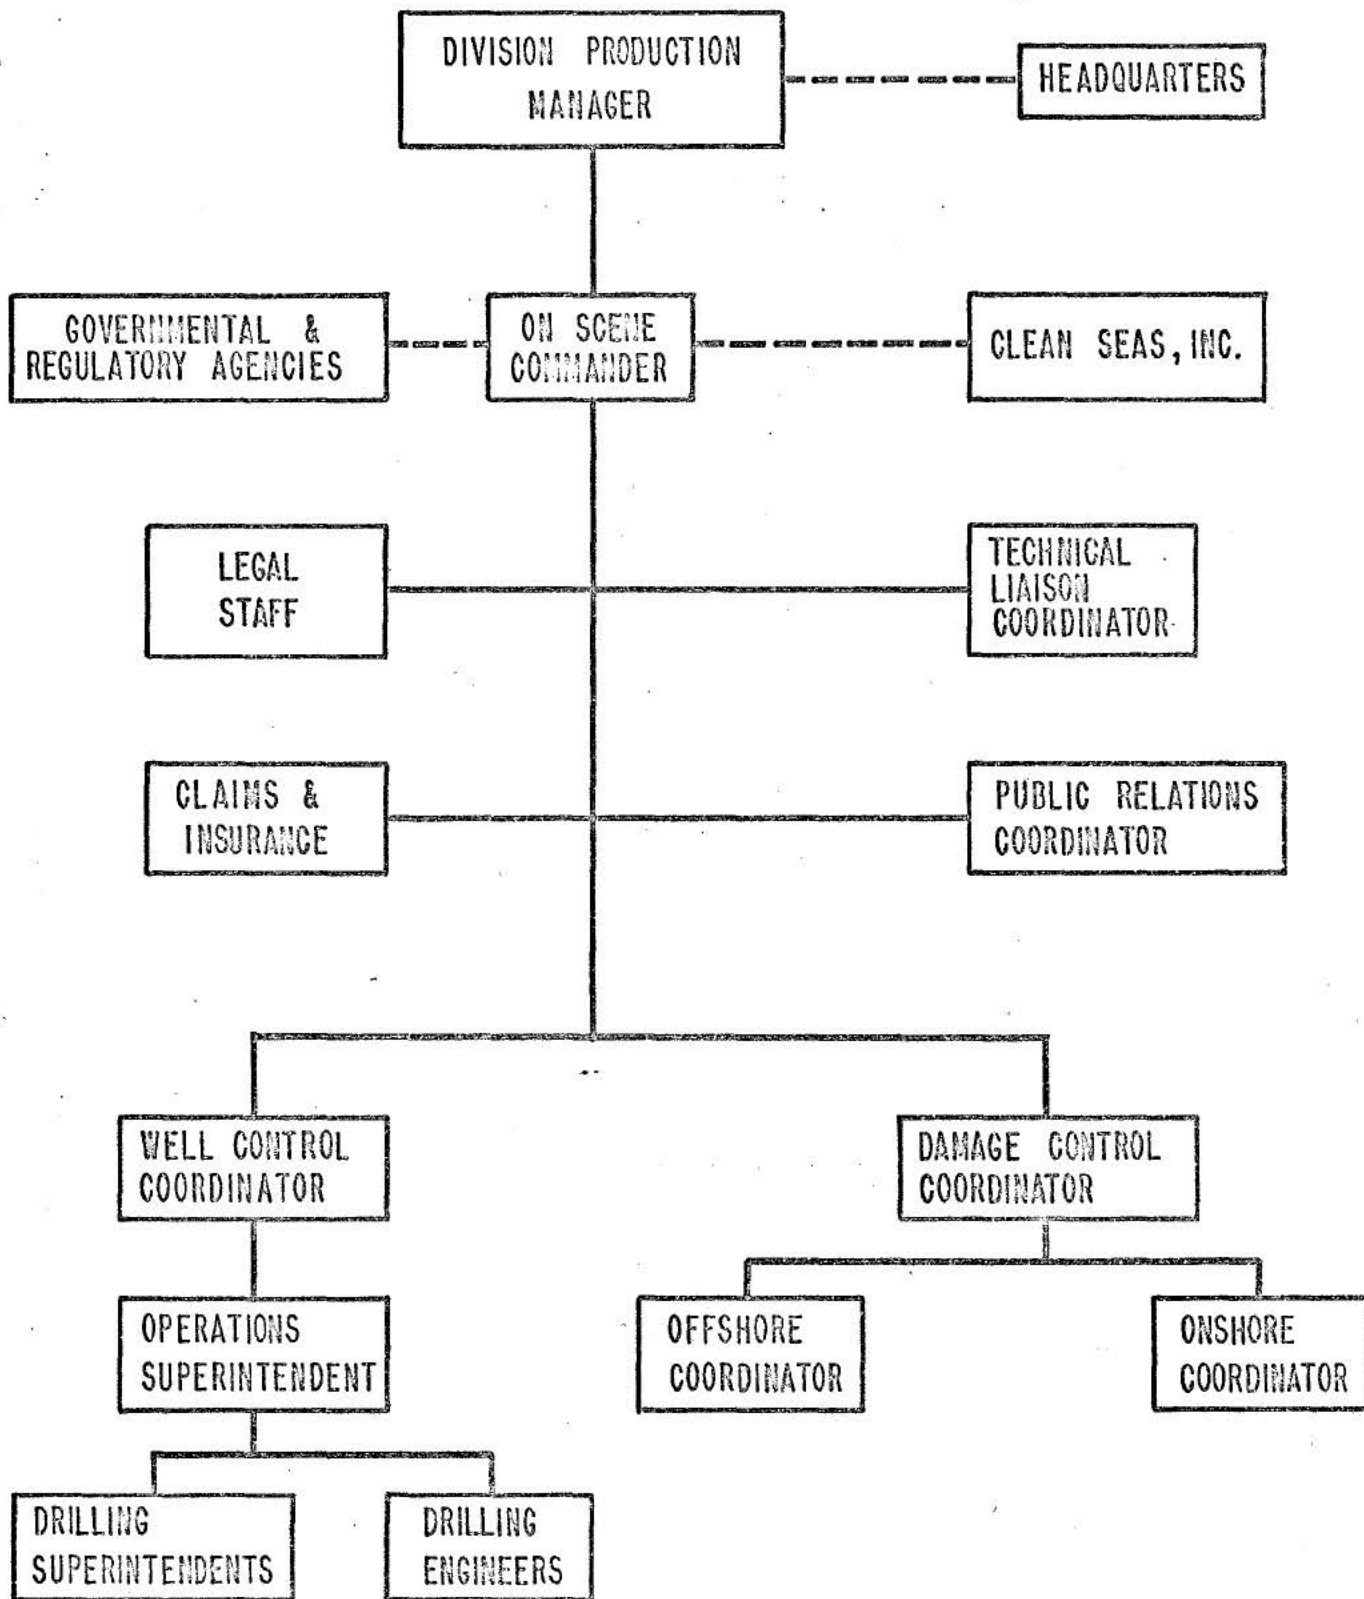 DIVISION PRODUCTION
MANAGER
HEADQUARTERS
GOVERNMENTAL &
REGULATORY AGENCIES
ON SCENE
COMMANDER
CLEAN SEAS, INC.
LEGAL
STAFF
TECHNICAL
LIAISON
COORDINATOR
CLAIMS &
INSURANCE
PUBLIC RELATIONS
COORDINATOR
WELL CONTROL
COORDINATOR
DAMAGE CONTROL
COORDINATOR
OPERATIONS
SUPERINTENDENT
OFFSHORE
COORDINATOR
ONSHORE
COORDINATOR
DRILLING
SUPERINTENDENTS
DRILLING
ENGINEERS